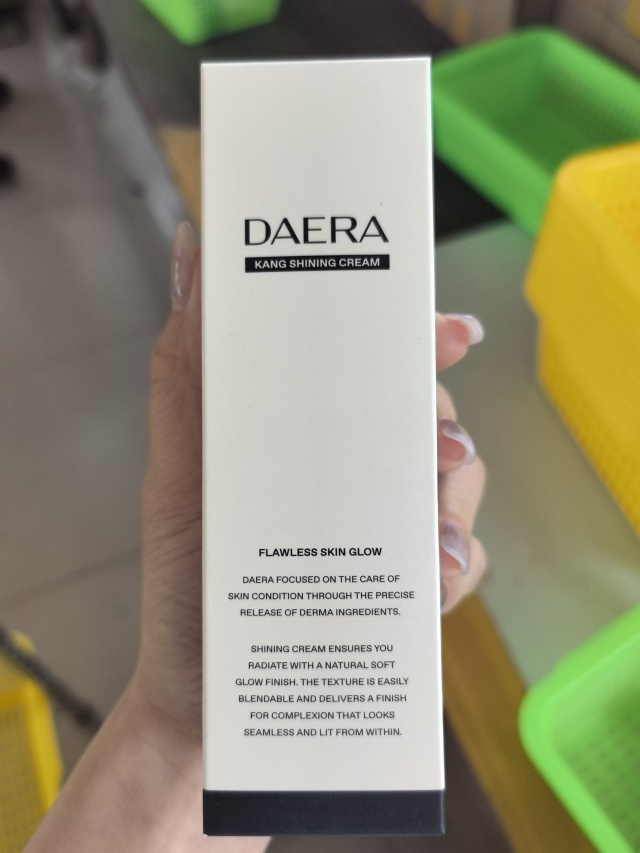 DAERA
KANG SHINING CREAM
FLAWLESS SKIN GLOW
DAERA FOCUSED ON THE CARE OF
SKIN CONDITION THROUGH THE PRECISE
RELEASE OF DERMA INGREDIENTS.
SHINING CREAM ENSURES YOU
RADIATE WITH A NATURAL SOFT
GLOW FINISH. THE TEXTURE IS EASILY
BLENDABLE AND DELIVERS A FINISH
FOR COMPLEXION THAT LOOKS
SEAMLESS AND LIT FROM WITHIN.